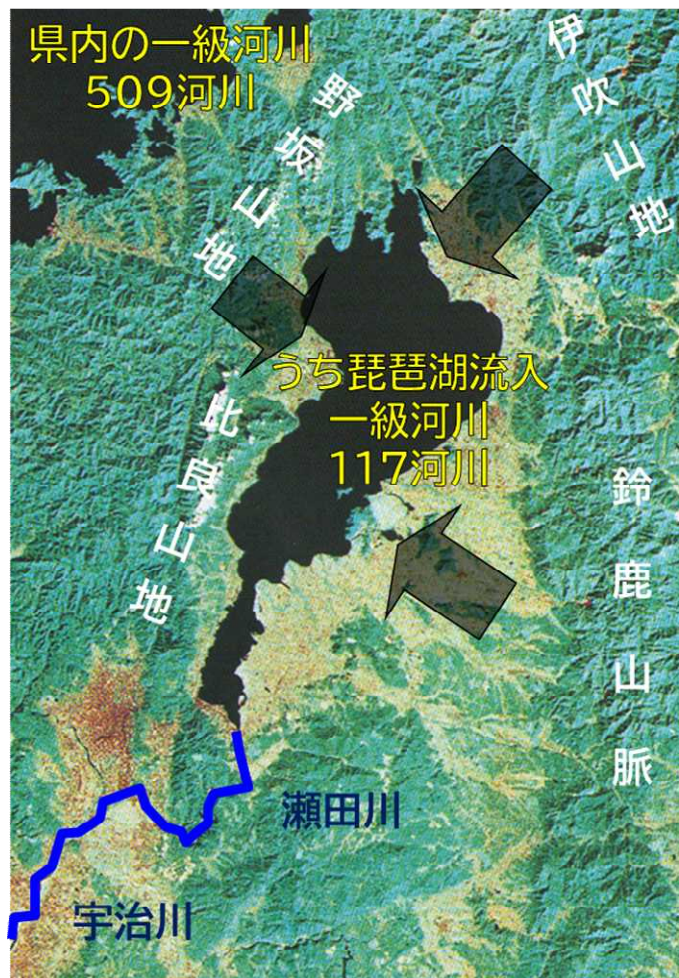 県内の一級河川
509河川
伊吹山地
野坂山地
うち琵琶湖流入
一級河川
117河川
比良山地
鈴鹿山脈
瀬田川
宇治川